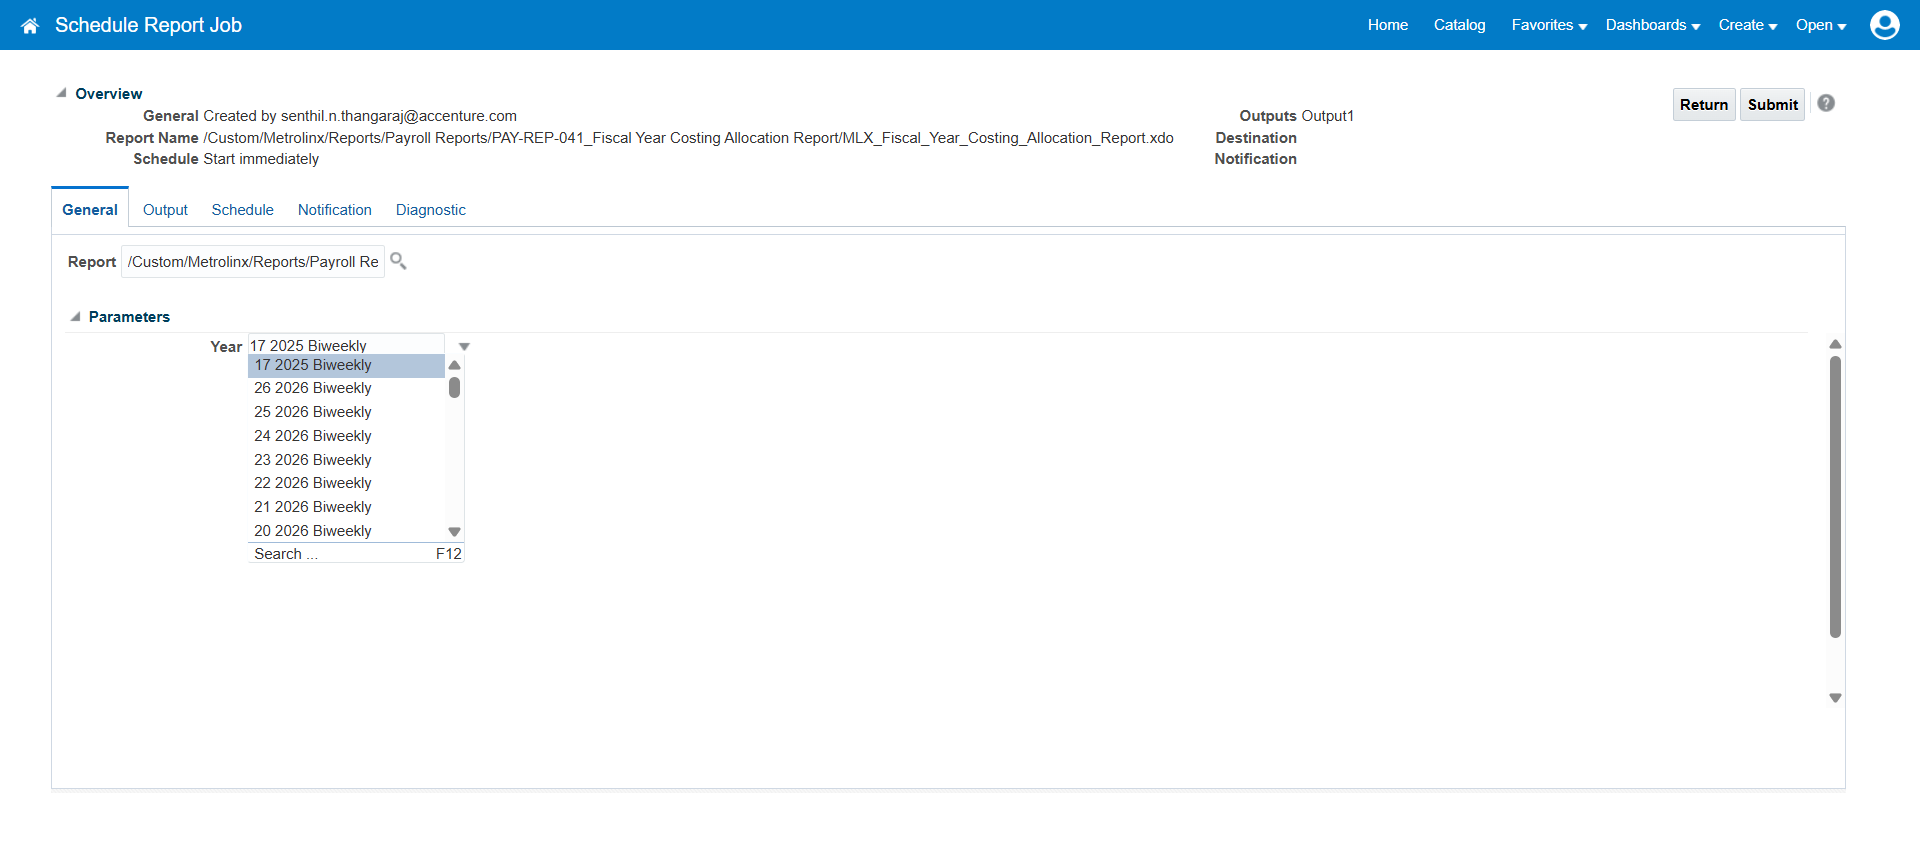 Schedule Report Job
Home Catalog Favorites Dashboards Create Open
Overview
General Created by senthil.n.thangaraj@accenture.com
Report Name /Custom/Metrolinx/Reports/Payroll Reports/PAY-REP-041_Fiscal Year Costing Allocation Report/MLX_Fiscal_Year_Costing_Allocation_Report.xdo
Schedule Start immediately
Outputs Output1
Destination
Notification
Return Submit ?
General Output Schedule Notification Diagnostic
Report /Custom/Metrolinx/Reports/Payroll Re
Parameters
Year 17 2025 Biweekly
17 2025 Biweekly
26 2026 Biweekly
25 2026 Biweekly
24 2026 Biweekly
23 2026 Biweekly
22 2026 Biweekly
21 2026 Biweekly
20 2026 Biweekly
Search ... F12